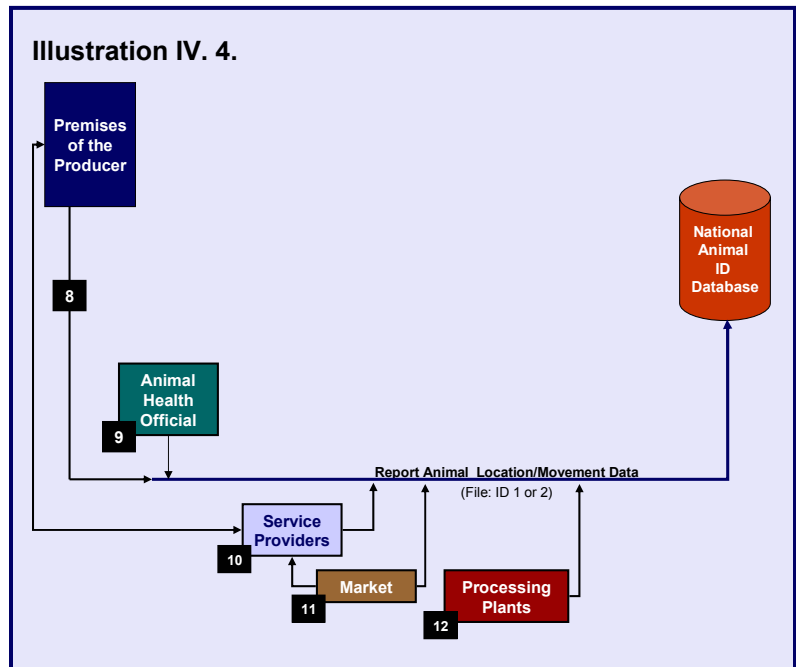 Illustration IV. 4.
Premises
of the
Producer
National
Animal
ID
Database
8
Animal
Health
Official
9
Report Animal Location/Movement Data
(File: ID 1 or 2)
Service
Providers
10
Market
11
Processing
Plants
12